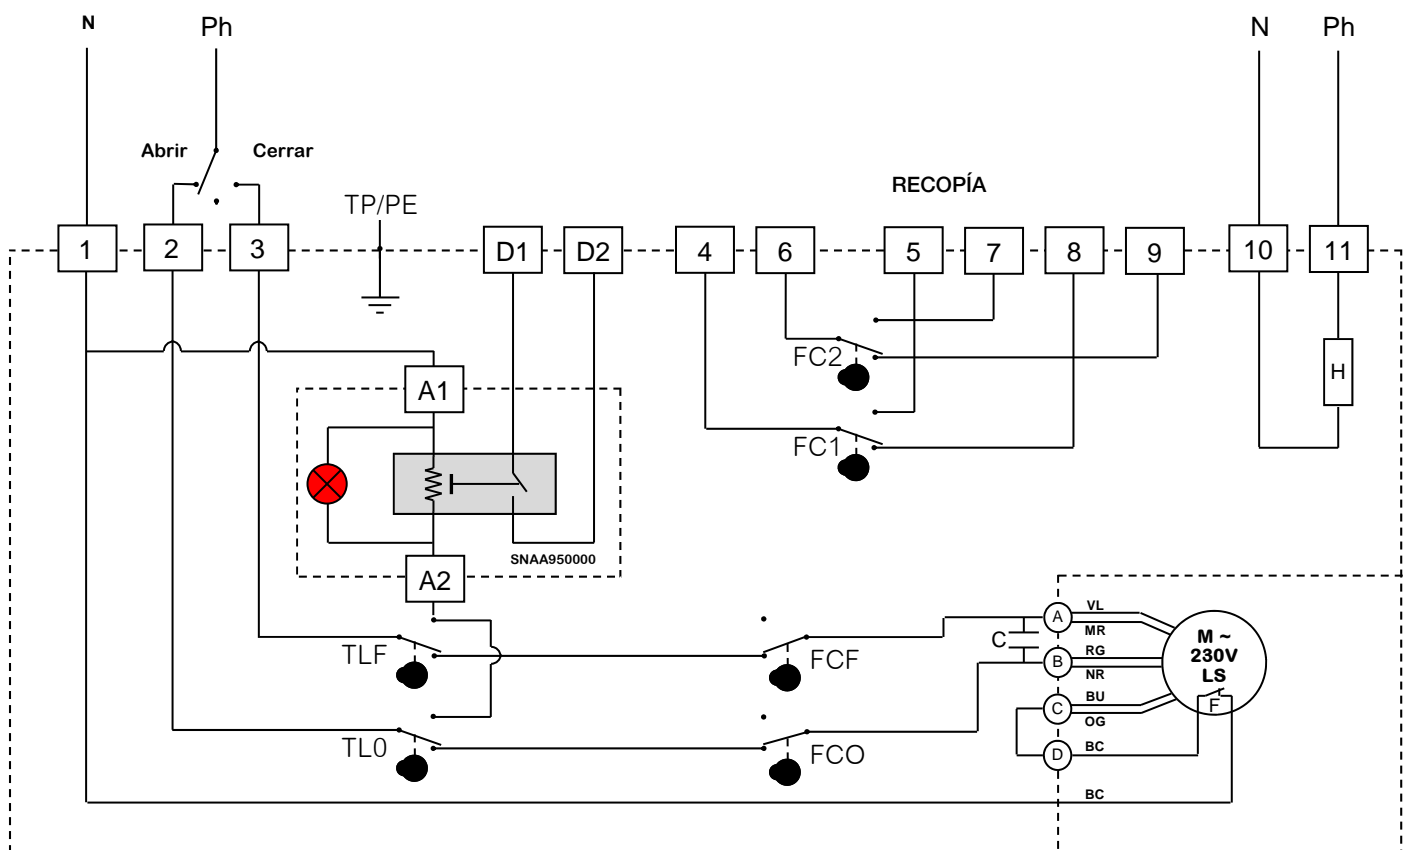 N
Ph
N
Ph
Abrir
Cerrar
RECOPÍA
TP/PE
1
2
3
D1
D2
4
6
5
7
8
9
10
11
FC2
H
A1
FC1
SNAA950000
A2
TLF
FCF
C
A
VL
MR
B
RG
NR
M ~
230V
LS
F
C
BU
OG
TL0
FCO
D
BC
BC